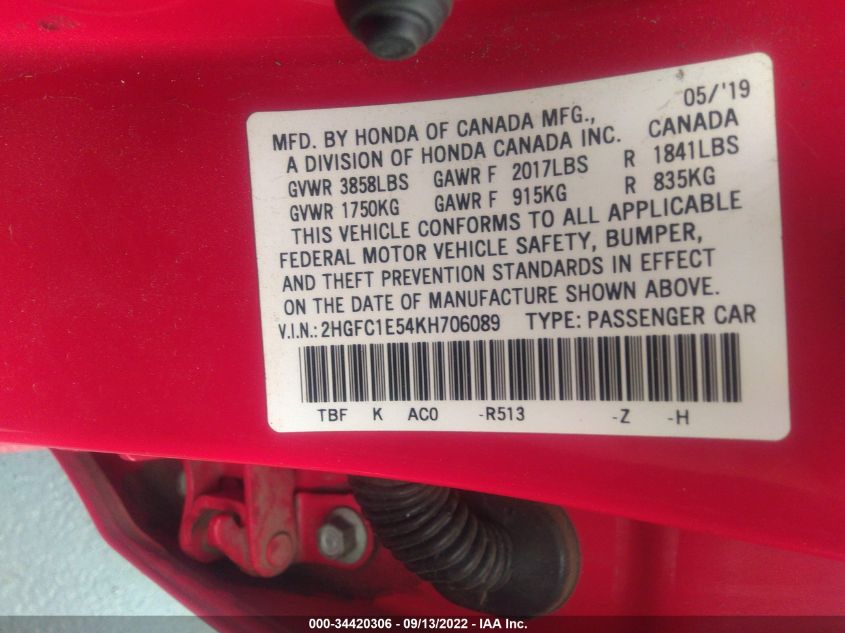 05/'19
MFD. BY HONDA OF CANADA MFG., CANADA
A DIVISION OF HONDA CANADA INC.
GVWR 3858LBS GAWR F 2017LBS R 1841LBS
GVWR 1750KG GAWR F 915KG R 835KG
THIS VEHICLE CONFORMS TO ALL APPLICABLE
FEDERAL MOTOR VEHICLE SAFETY, BUMPER,
AND THEFT PREVENTION STANDARDS IN EFFECT
ON THE DATE OF MANUFACTURE SHOWN ABOVE.
V.I.N.: 2HGFC1E54KH706089 TYPE: PASSENGER CAR
TBF K AC0 -R513 -Z -H
000-34420306 - 09/13/2022 - IAA Inc.